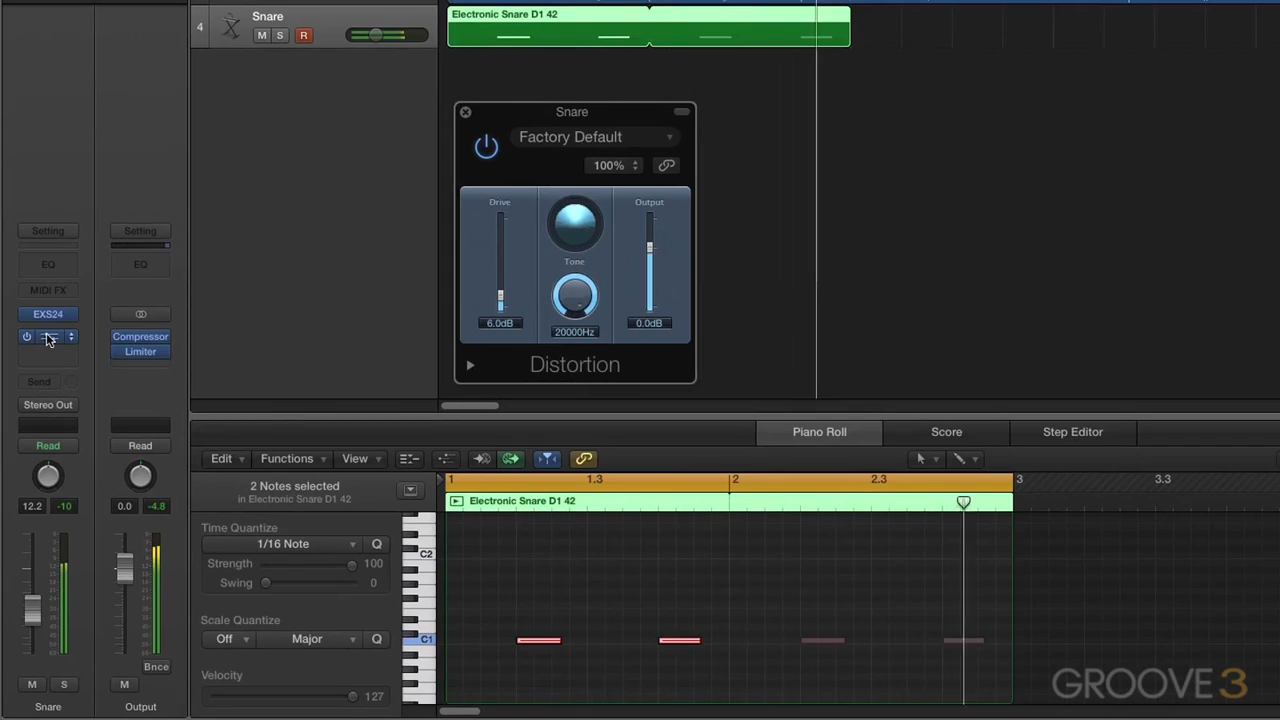 4
Snare
M S R
Electronic Snare D1 42
Snare
Factory Default
100%
Drive
Output
Tone
6.0dB
20000Hz
0.0dB
Distortion
Setting
Setting
EQ
EQ
MIDI FX
EXS24
Compressor
Limiter
Send
Stereo Out
Read
Read
12.2 -10
0.0 -4.8
Bnce
M S
M
Snare
Output
Piano Roll
Score
Step Editor
Edit
Functions
View
2 Notes selected
in Electronic Snare D1 42
1
1.3
2
2.3
3
3.3
Electronic Snare D1 42
Time Quantize
1/16 Note
Q
Strength
100
Swing
0
Scale Quantize
Off
Major
Q
Velocity
127
C2
C1
GROOVE 3